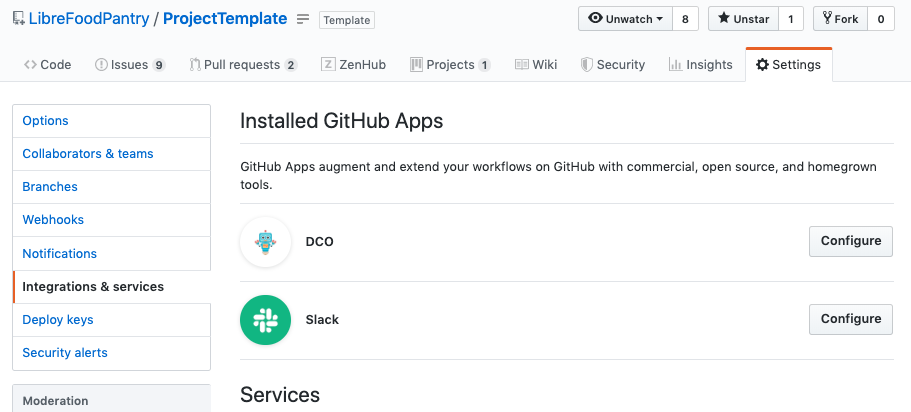 LibreFoodPantry / ProjectTemplate Template Unwatch 8 Unstar 1 Fork 0
Code Issues 9 Pull requests 2 Z ZenHub Projects 1 Wiki Security Insights Settings
Options
Collaborators & teams
Branches
Webhooks
Notifications
Integrations & services
Deploy keys
Security alerts
Moderation
Installed GitHub Apps
GitHub Apps augment and extend your workflows on GitHub with commercial, open source, and homegrown
tools.
DCO Configure
Slack Configure
Services